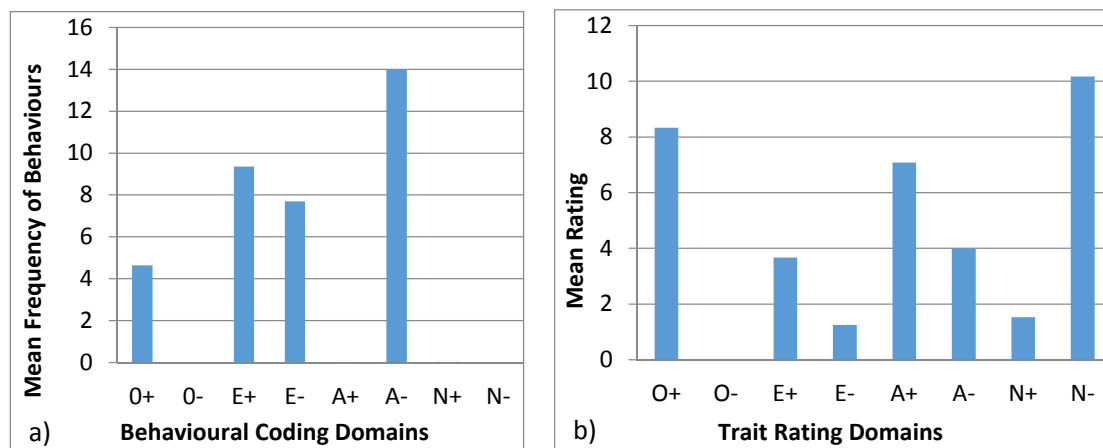 Mean Frequency of Behaviours
16
14
12
10
8
6
4
2
0
0+ 0- E+ E- A+ A- N+ N-
a) Behavioural Coding Domains
Mean Rating
12
10
8
6
4
2
0
O+ O- E+ E- A+ A- N+ N-
b) Trait Rating Domains